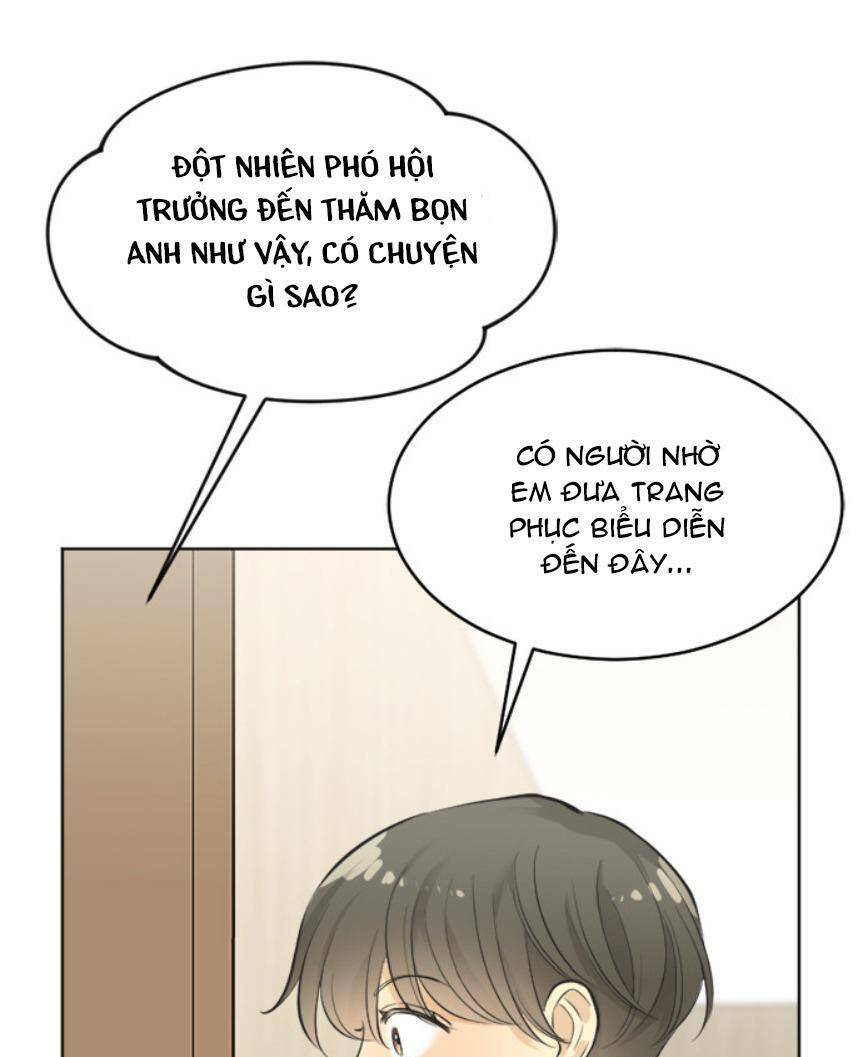 ĐỘT NHIÊN PHÓ HỘI
TRƯỞNG ĐẾN THĂM BỌN
ANH NHƯ VẬY, CÓ CHUYỆN
GÌ SAO?
CÓ NGƯỜI NHỜ
EM ĐƯA TRANG
PHỤC BIỂU DIỄN
ĐẾN ĐÂY...